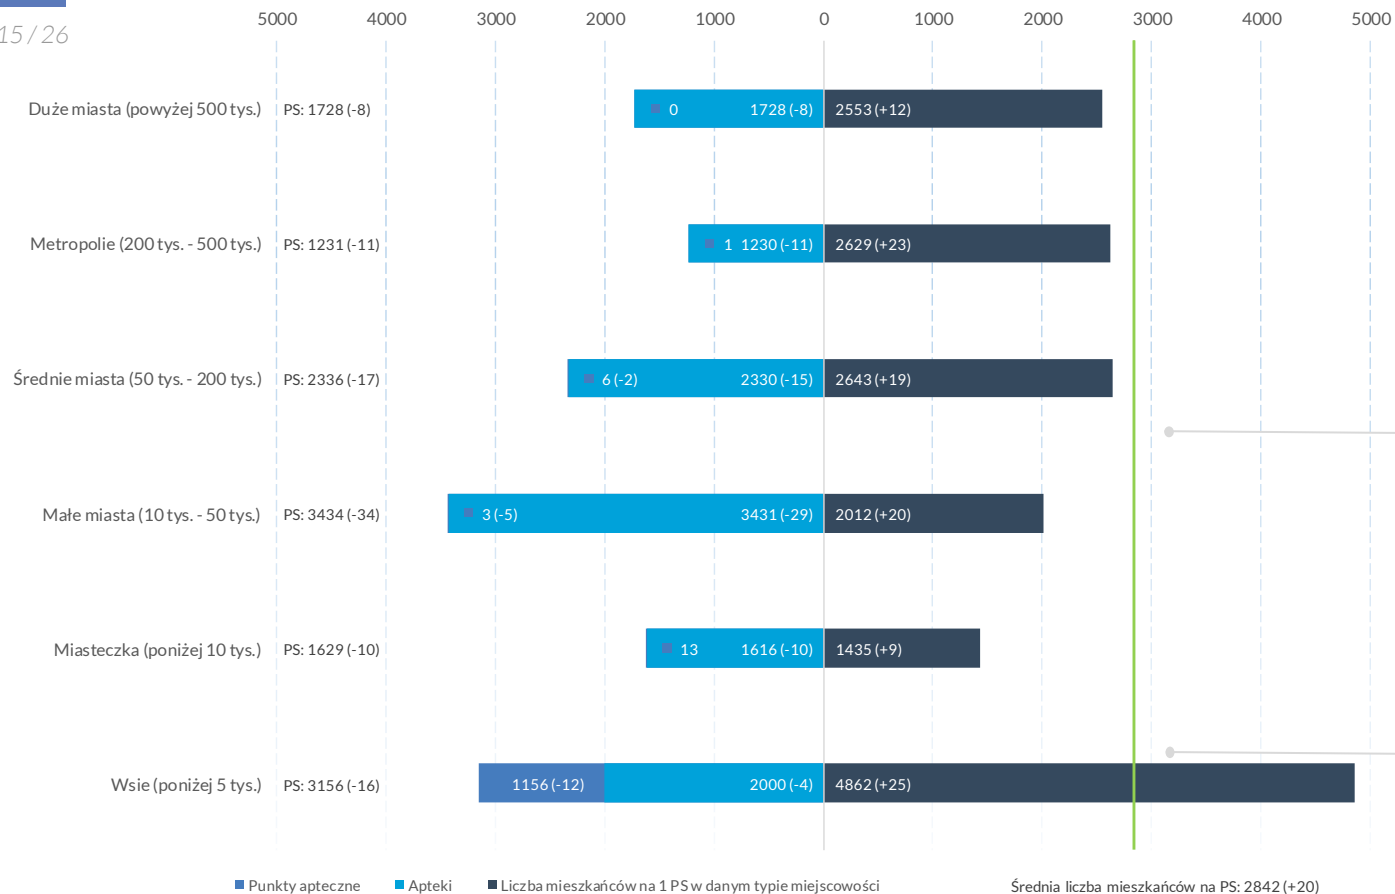 5000 4000 3000 2000 1000 0 1000 2000 3000 4000 5000
15 / 26
Duże miasta (powyżej 500 tys.) PS: 1728 (-8) 0 1728 (-8) 2553 (+12)
Metropolie (200 tys. - 500 tys.) PS: 1231 (-11) 1 1230 (-11) 2629 (+23)
Średnie miasta (50 tys. - 200 tys.) PS: 2336 (-17) 6 (-2) 2330 (-15) 2643 (+19)
Małe miasta (10 tys. - 50 tys.) PS: 3434 (-34) 3 (-5) 3431 (-29) 2012 (+20)
Miasteczka (poniżej 10 tys.) PS: 1629 (-10) 13 1616 (-10) 1435 (+9)
Wsie (poniżej 5 tys.) PS: 3156 (-16) 1156 (-12) 2000 (-4) 4862 (+25)
Punkty apteczne Apteki Liczba mieszkańców na 1 PS w danym typie miejscowości Średnia liczba mieszkańców na PS: 2842 (+20)